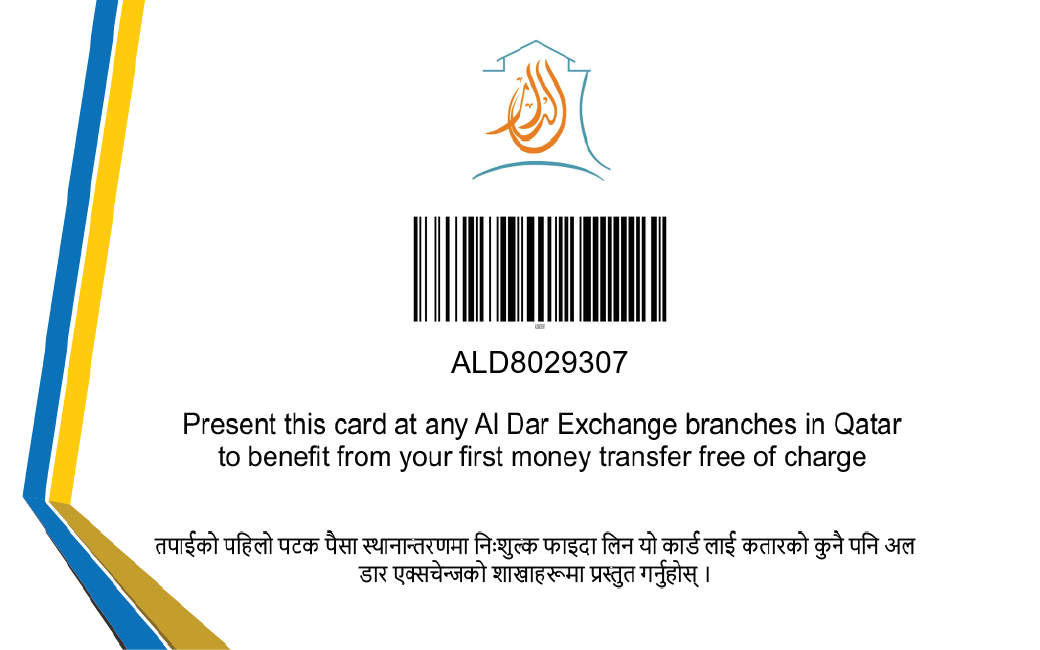 الدار
ALD8029307
Present this card at any Al Dar Exchange branches in Qatar
to benefit from your first money transfer free of charge
तपाईको पहिलो पटक पैसा स्थानान्तरणमा निःशुल्क फाइदा लिन यो कार्ड लाई कतारको कुनै पनि अल
डार एक्सचेन्जको शाखाहरूमा प्रस्तुत गर्नुहोस् ।